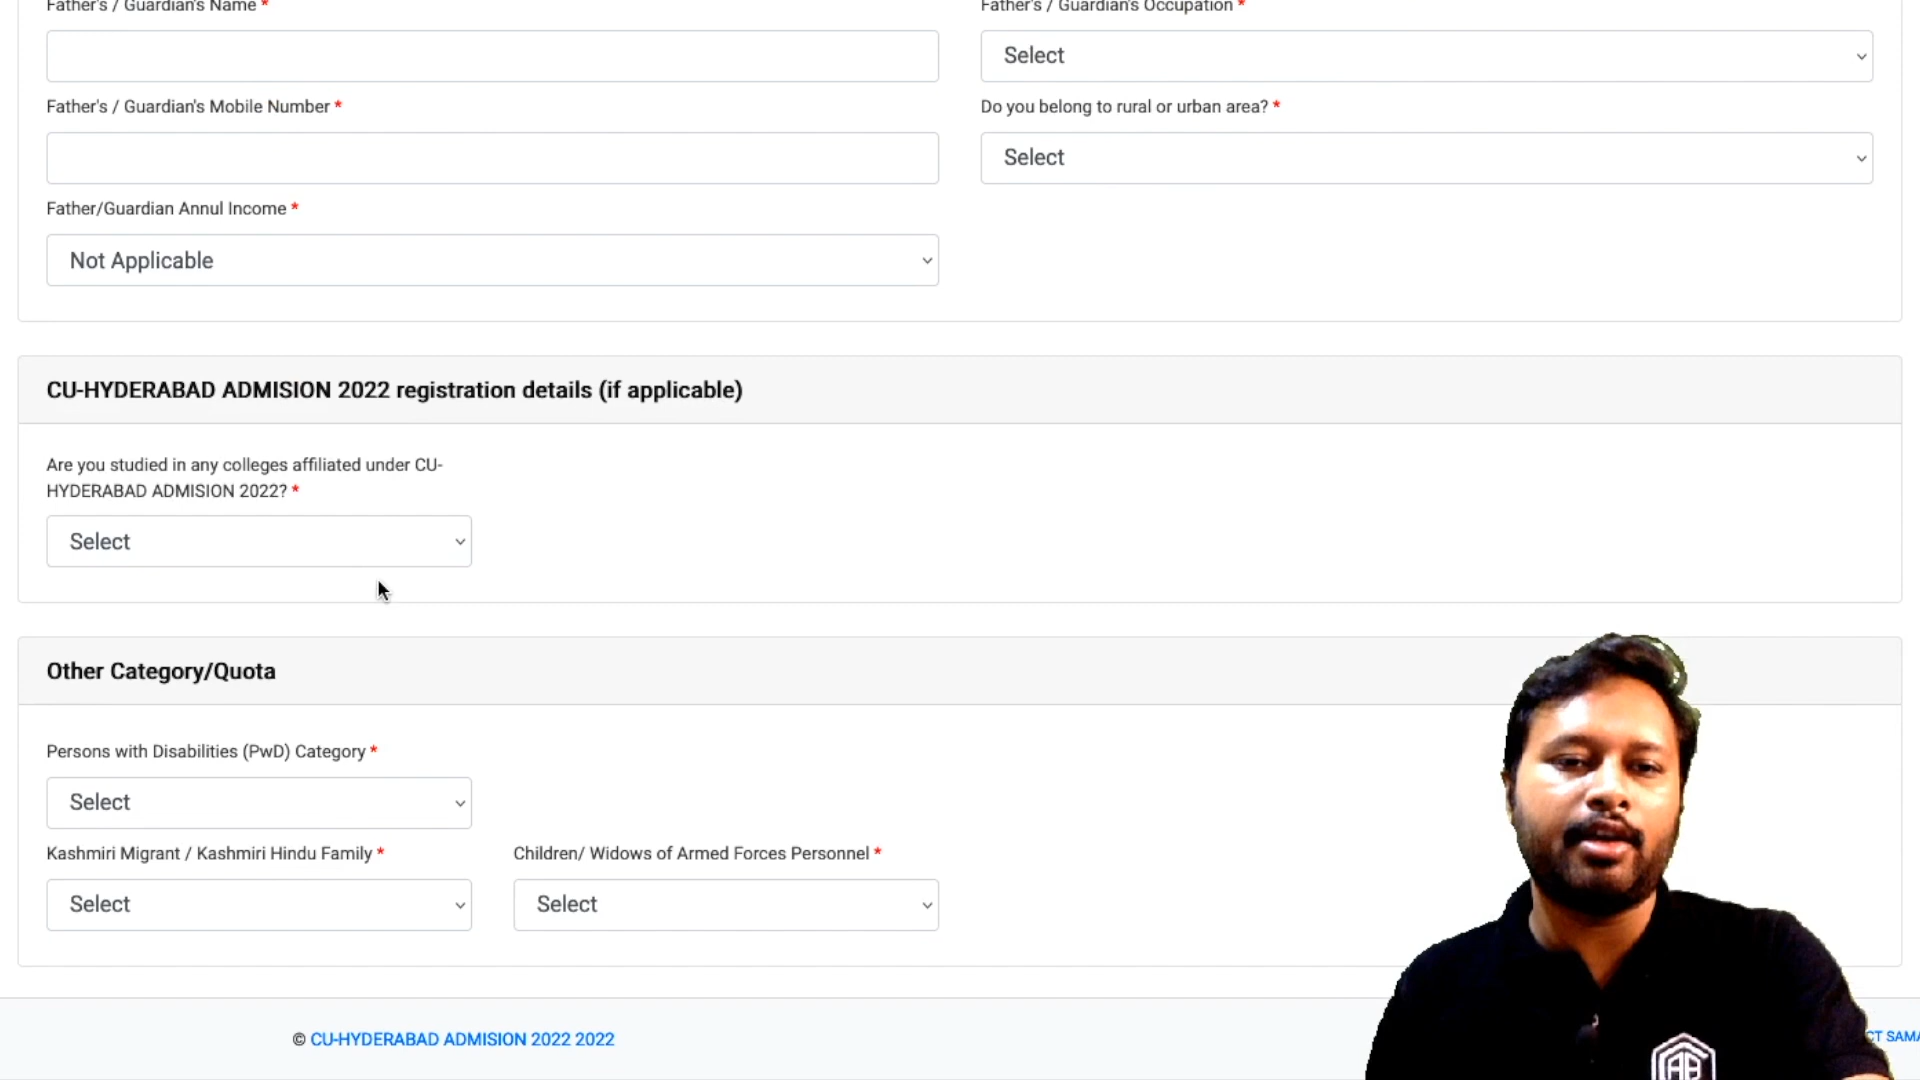 Father's / Guardian's Name *
Father's / Guardian's Occupation *
Select
Father's / Guardian's Mobile Number *
Do you belong to rural or urban area? *
Select
Father/Guardian Annul Income *
Not Applicable
CU-HYDERABAD ADMISION 2022 registration details (if applicable)
Are you studied in any colleges affiliated under CU-
HYDERABAD ADMISION 2022? *
Select
Other Category/Quota
Persons with Disabilities (PwD) Category *
Select
Kashmiri Migrant / Kashmiri Hindu Family *
Children/ Widows of Armed Forces Personnel *
Select
Select
© CU-HYDERABAD ADMISION 2022 2022